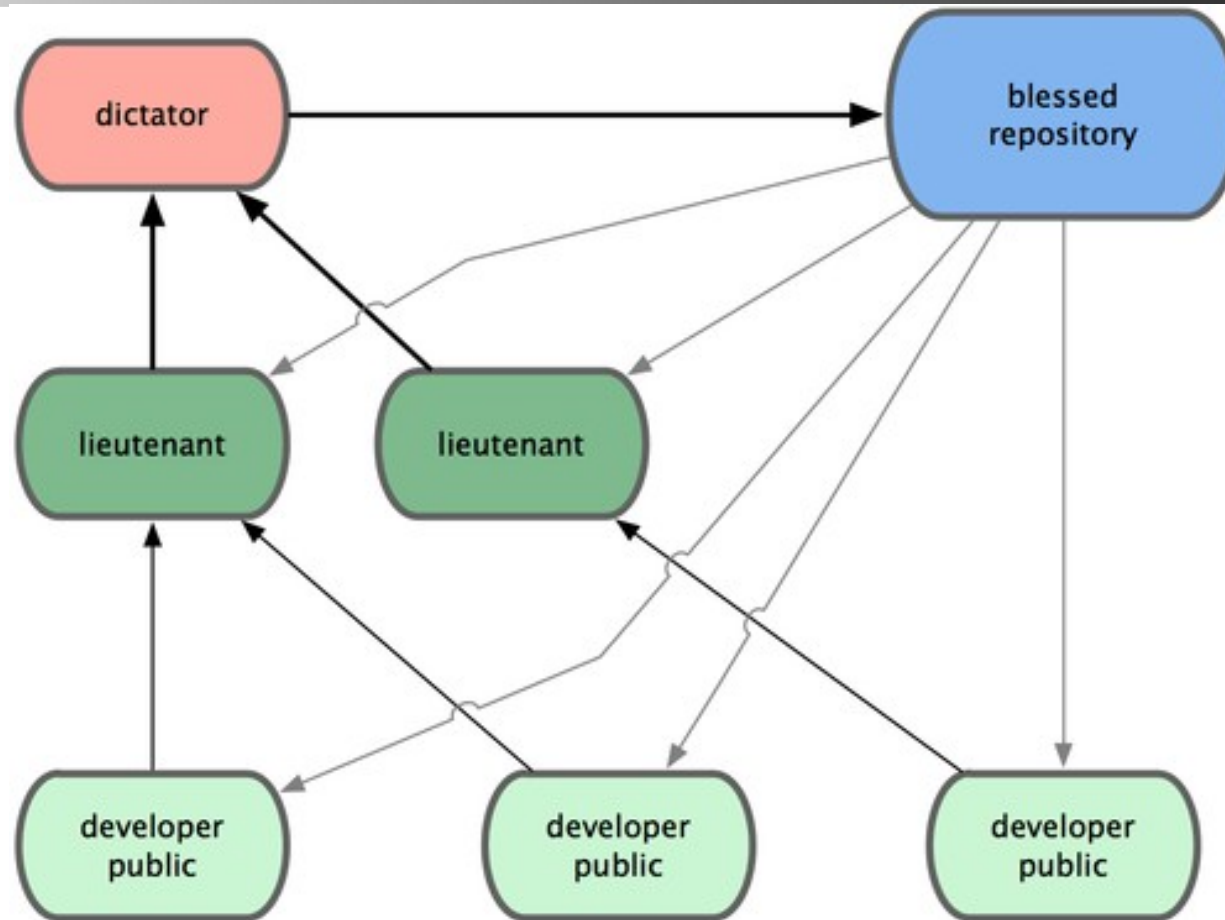 dictator
blessed
repository
lieutenant
lieutenant
developer
public
developer
public
developer
public